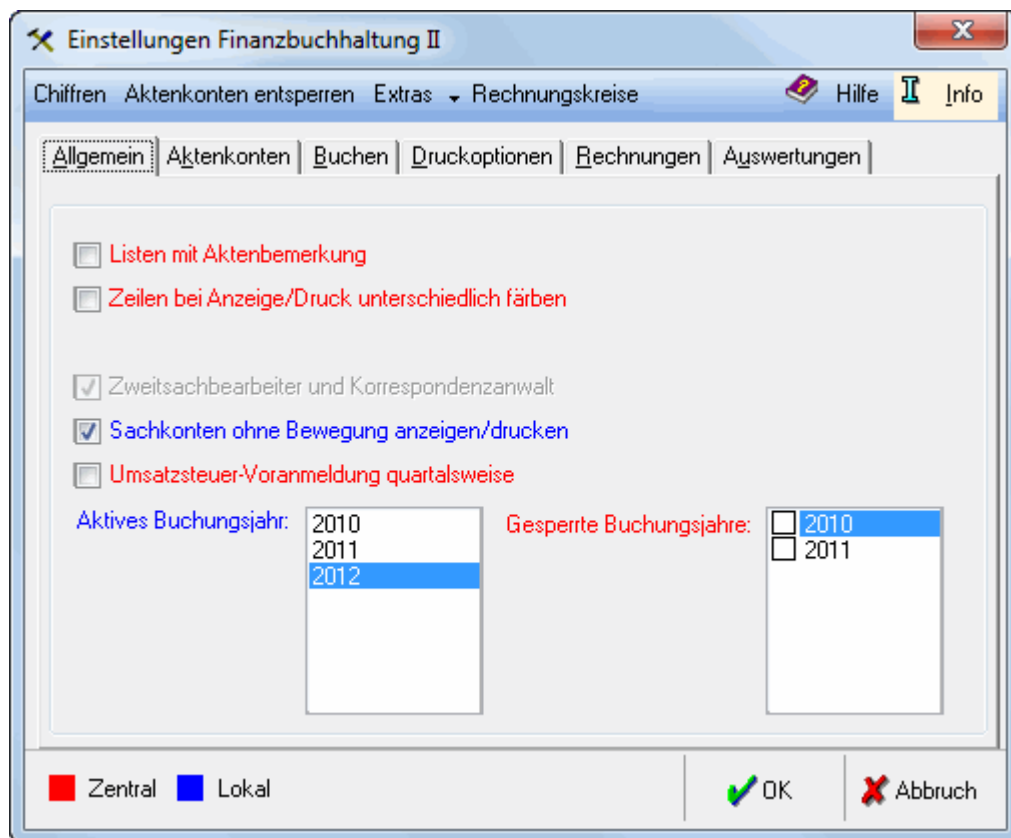 Einstellungen Finanzbuchhaltung II
Chiffren Aktenkonten entsperren Extras Rechnungskreise Hilfe Info
Allgemein Aktenkonten Buchen Druckoptionen Rechnungen Auswertungen
Listen mit Aktenbemerkung
Zeilen bei Anzeige/Druck unterschiedlich färben
Zweitsachbearbeiter und Korrespondenzanwalt
Sachkonten ohne Bewegung anzeigen/drucken
Umsatzsteuer-Voranmeldung quartalsweise
Aktives Buchungsjahr: 2010 Gesperrte Buchungsjahre: 2010
2011 2011
2012
Zentral Lokal OK Abbruch